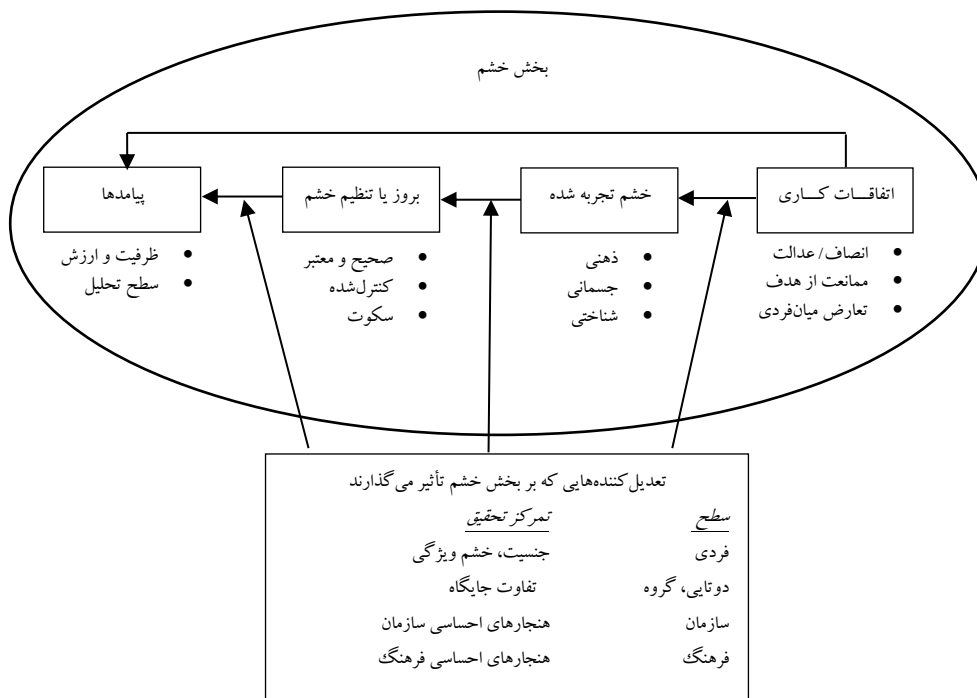 بخش خشم
اتفاقات کاری
انصاف/عدالت
ممانعت از هدف
تعارض میان‌فردی
خشم تجربه شده
ذهنی
جسمانی
شناختی
بروز یا تنظیم خشم
صحیح و معتبر
کنترل‌شده
سکوت
پیامدها
ظرفیت و ارزش
سطح تحلیل
تعدیل‌کننده‌هایی که بر بخش خشم تأثیر می‌گذارند
سطح تمرکز تحقیق
فردی جنسیت، خشم ویژگی
دوتایی، گروه تفاوت جایگاه
سازمان هنجارهای احساسی سازمان
فرهنگ هنجارهای احساسی فرهنگ